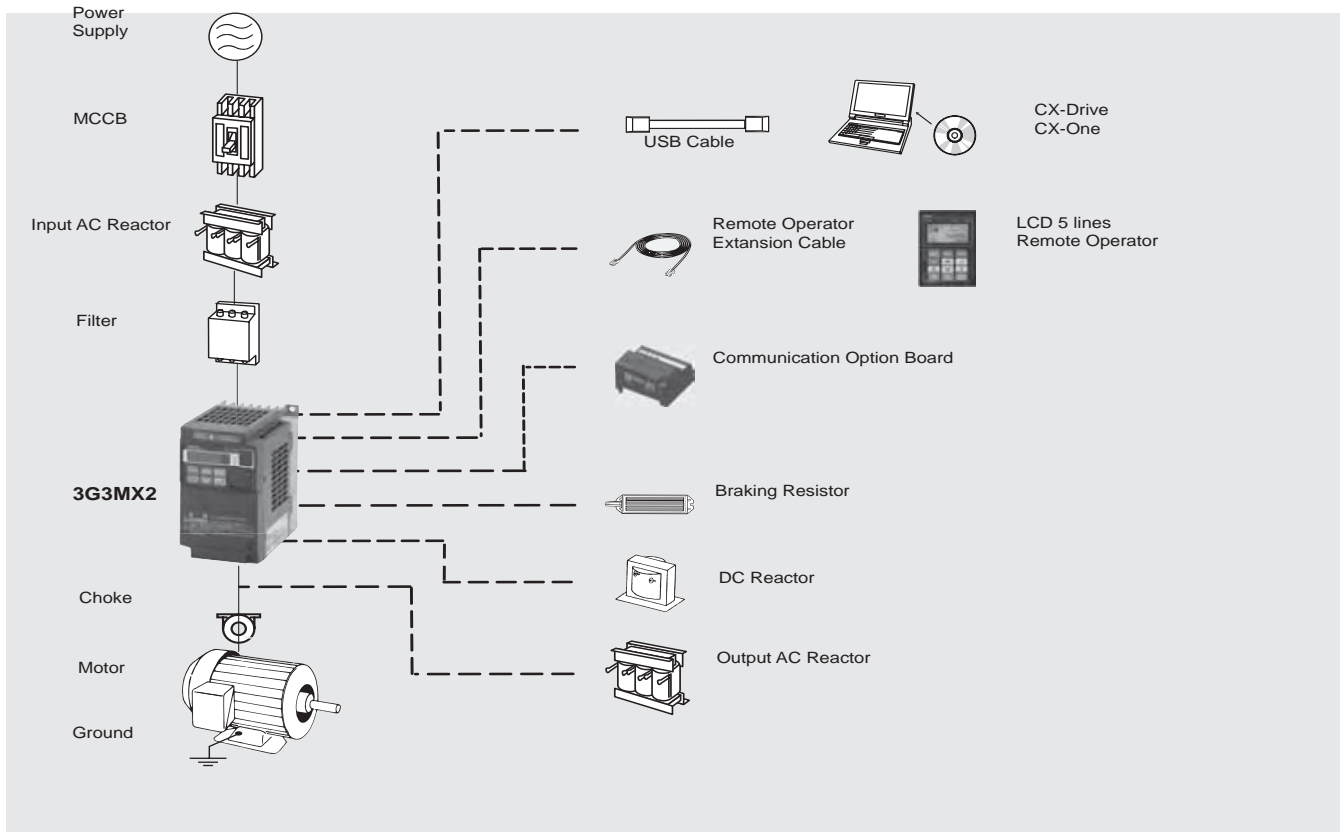 Power
Supply
MCCB
Input AC Reactor
Filter
3G3MX2
Choke
Motor
Ground
USB Cable
CX-Drive
CX-One
Remote Operator
Extansion Cable
LCD 5 lines
Remote Operator
Communication Option Board
Braking Resistor
DC Reactor
Output AC Reactor